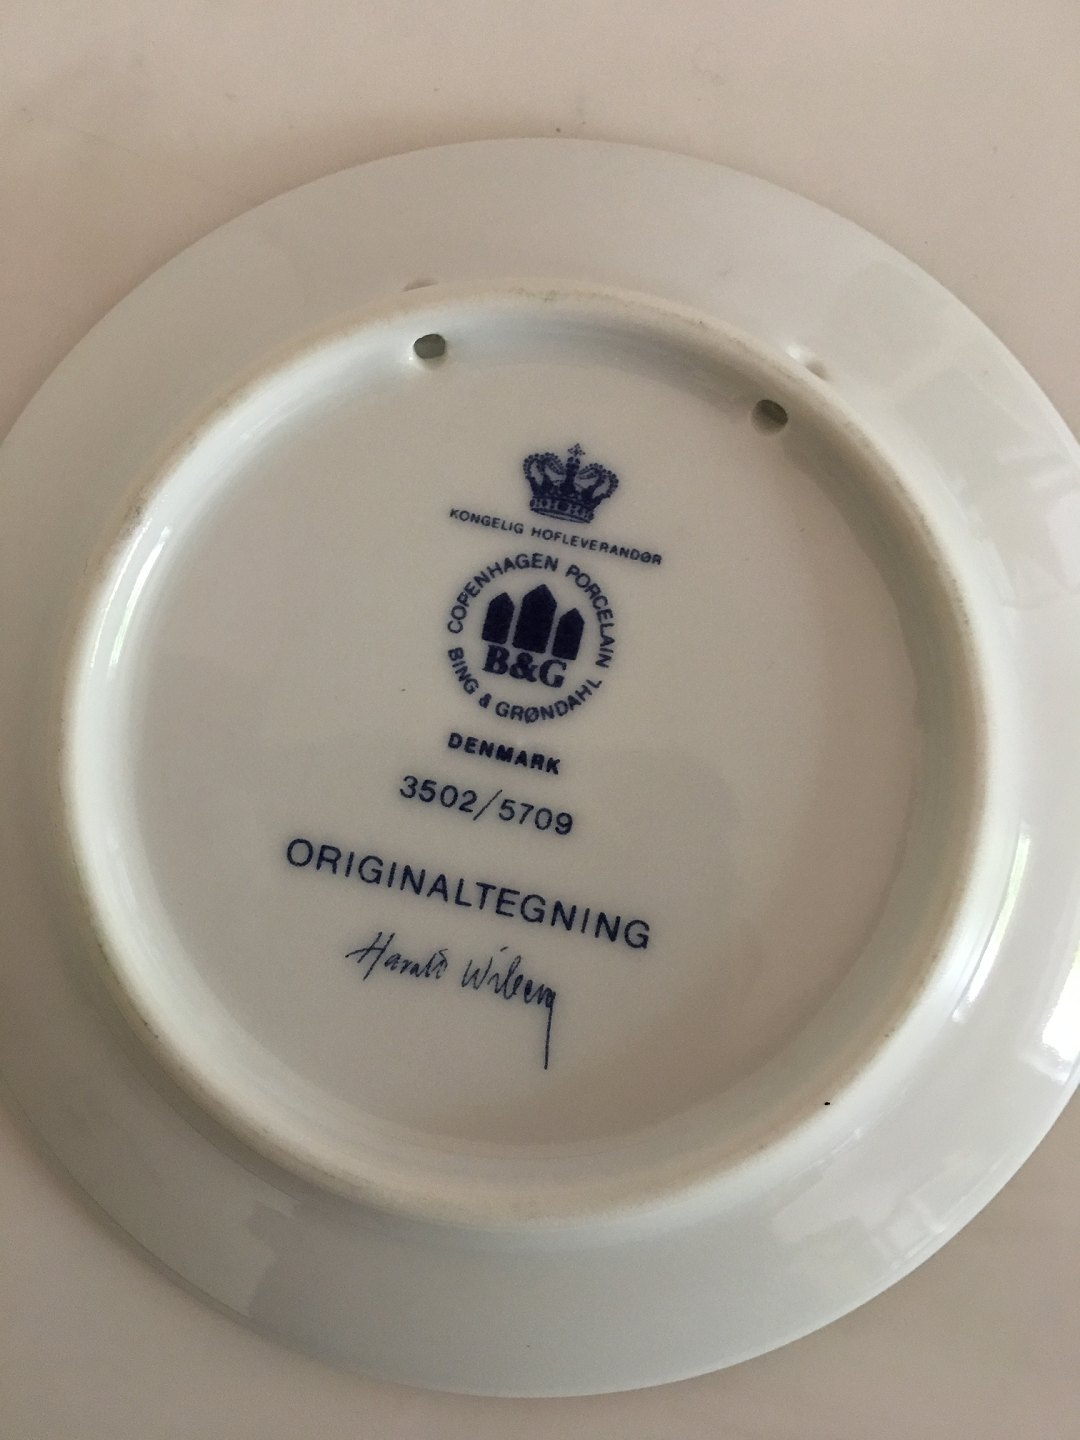 KONGELIG HOFLEVERANDØR
COPENHAGEN PORCELAIN
B&G
BING & GRØNDAHL
DENMARK
3502/5709
ORIGINALTEGNING
Harald Wiberg